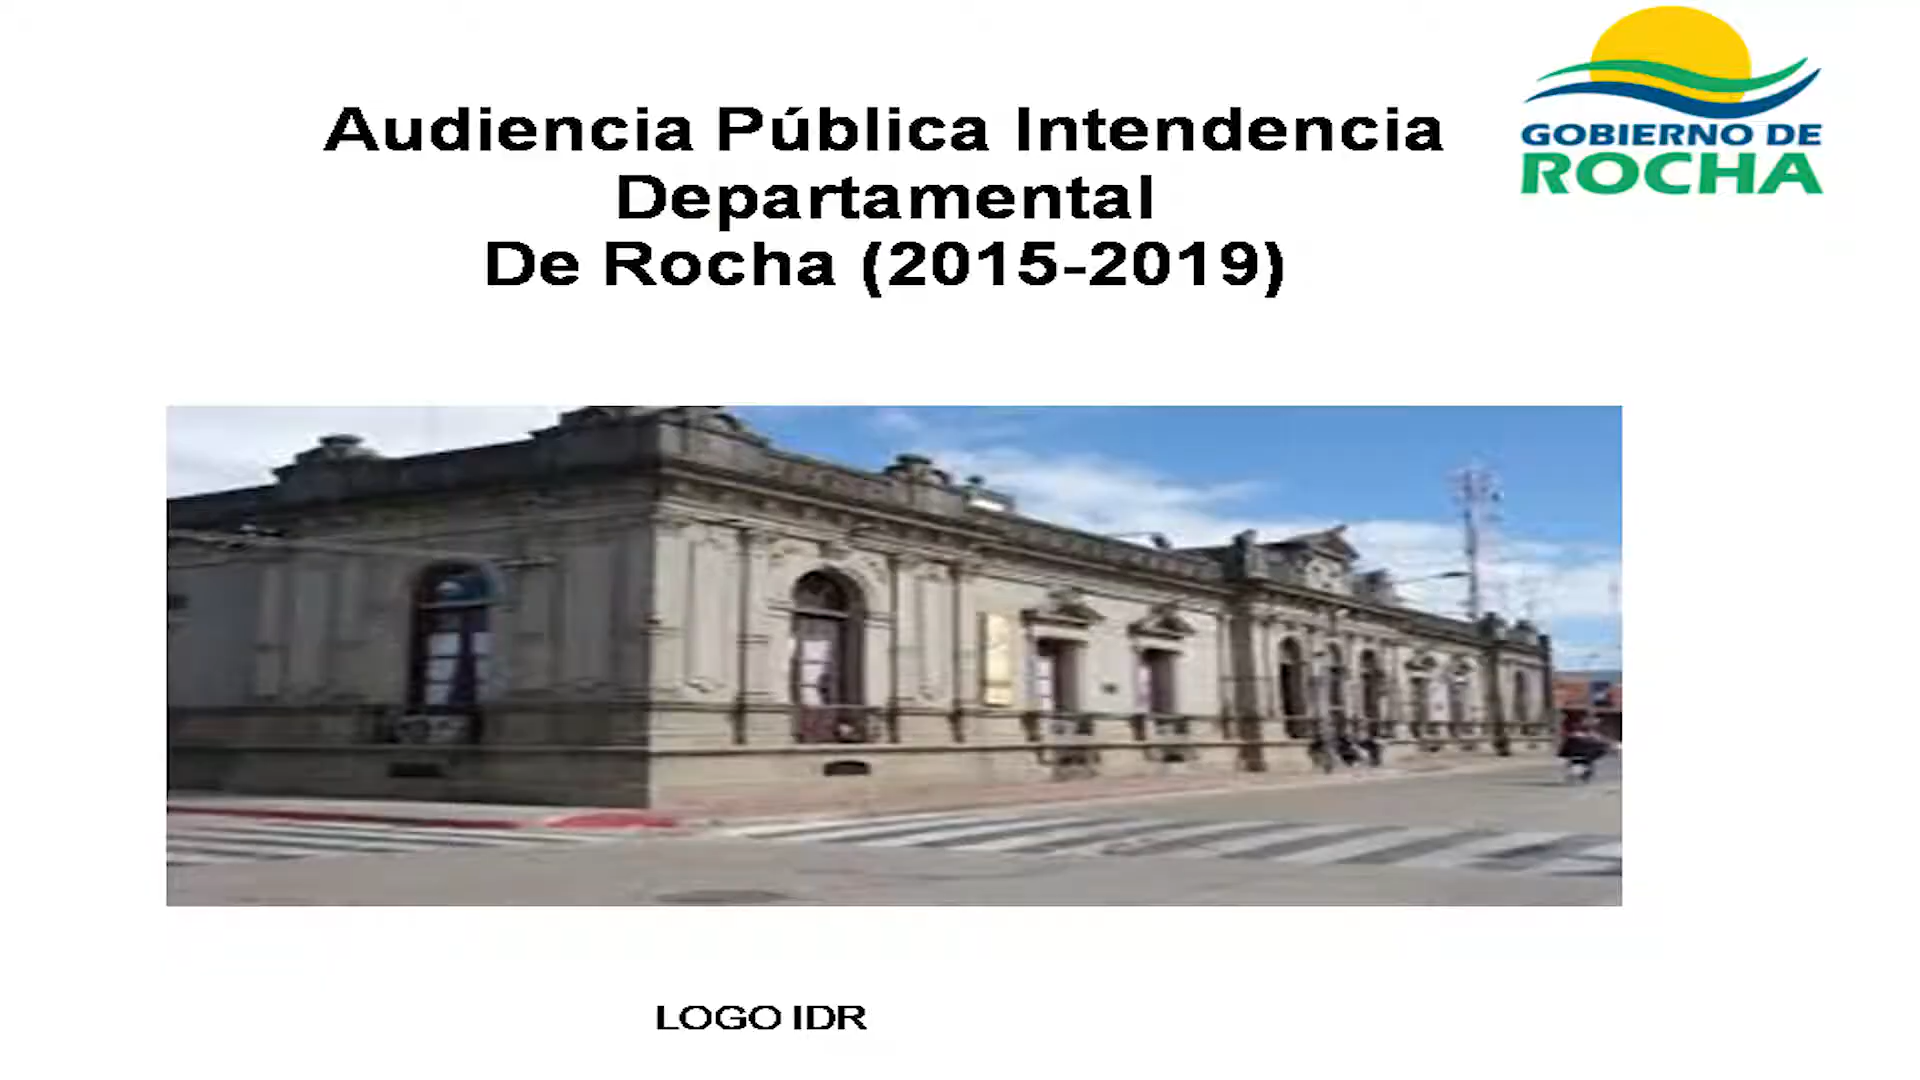 Audiencia Pública Intendencia
Departamental
De Rocha (2015-2019)
GOBIERNO DE
ROCHA
LOGO IDR